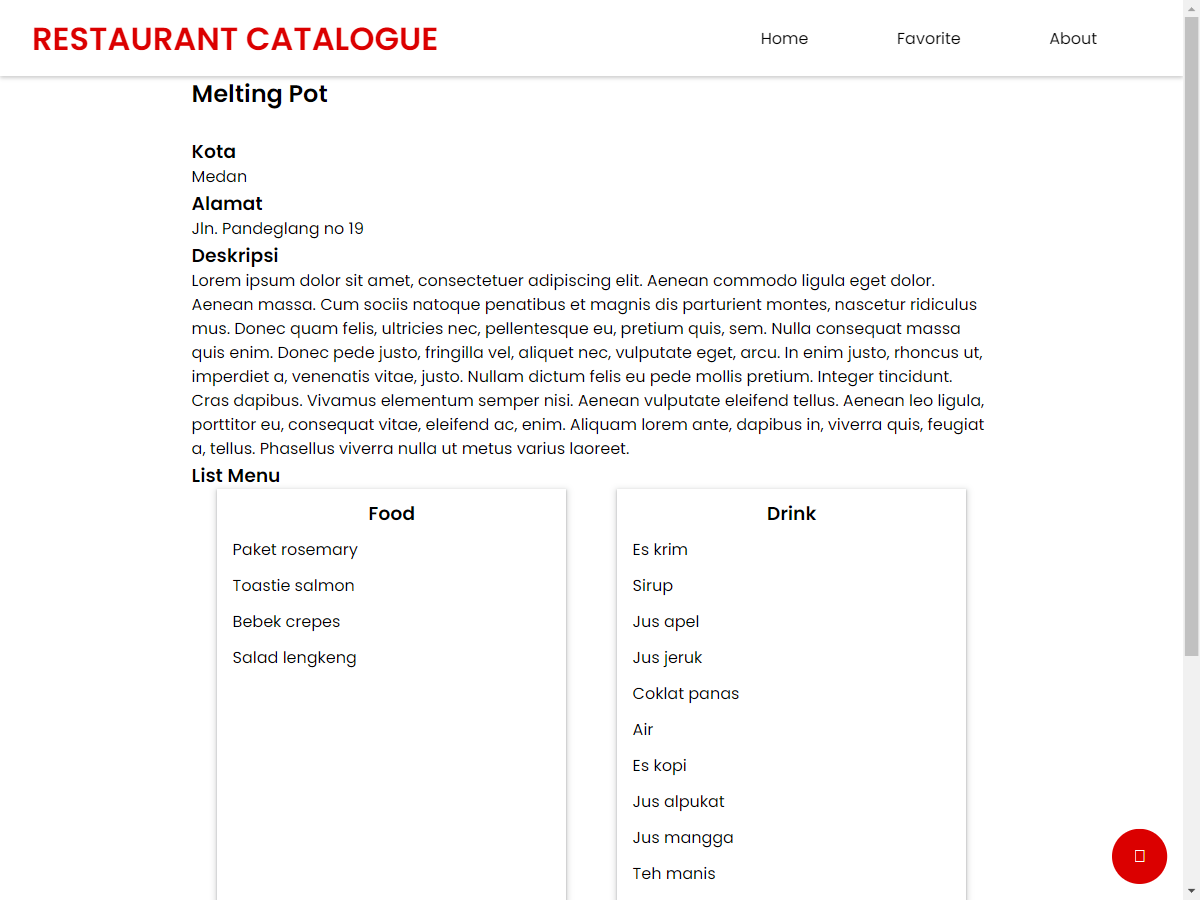 RESTAURANT CATALOGUE
Home
Favorite
About
Melting Pot
Kota
Medan
Alamat
Jln. Pandeglang no 19
Deskripsi
Lorem ipsum dolor sit amet, consectetuer adipiscing elit. Aenean commodo ligula eget dolor.
Aenean massa. Cum sociis natoque penatibus et magnis dis parturient montes, nascetur ridiculus
mus. Donec quam felis, ultricies nec, pellentesque eu, pretium quis, sem. Nulla consequat massa
quis enim. Donec pede justo, fringilla vel, aliquet nec, vulputate eget, arcu. In enim justo, rhoncus ut,
imperdiet a, venenatis vitae, justo. Nullam dictum felis eu pede mollis pretium. Integer tincidunt.
Cras dapibus. Vivamus elementum semper nisi. Aenean vulputate eleifend tellus. Aenean leo ligula,
porttitor eu, consequat vitae, eleifend ac, enim. Aliquam lorem ante, dapibus in, viverra quis, feugiat
a, tellus. Phasellus viverra nulla ut metus varius laoreet.
List Menu
Food
Paket rosemary
Toastie salmon
Bebek crepes
Salad lengkeng
Drink
Es krim
Sirup
Jus apel
Jus jeruk
Coklat panas
Air
Es kopi
Jus alpukat
Jus mangga
Teh manis